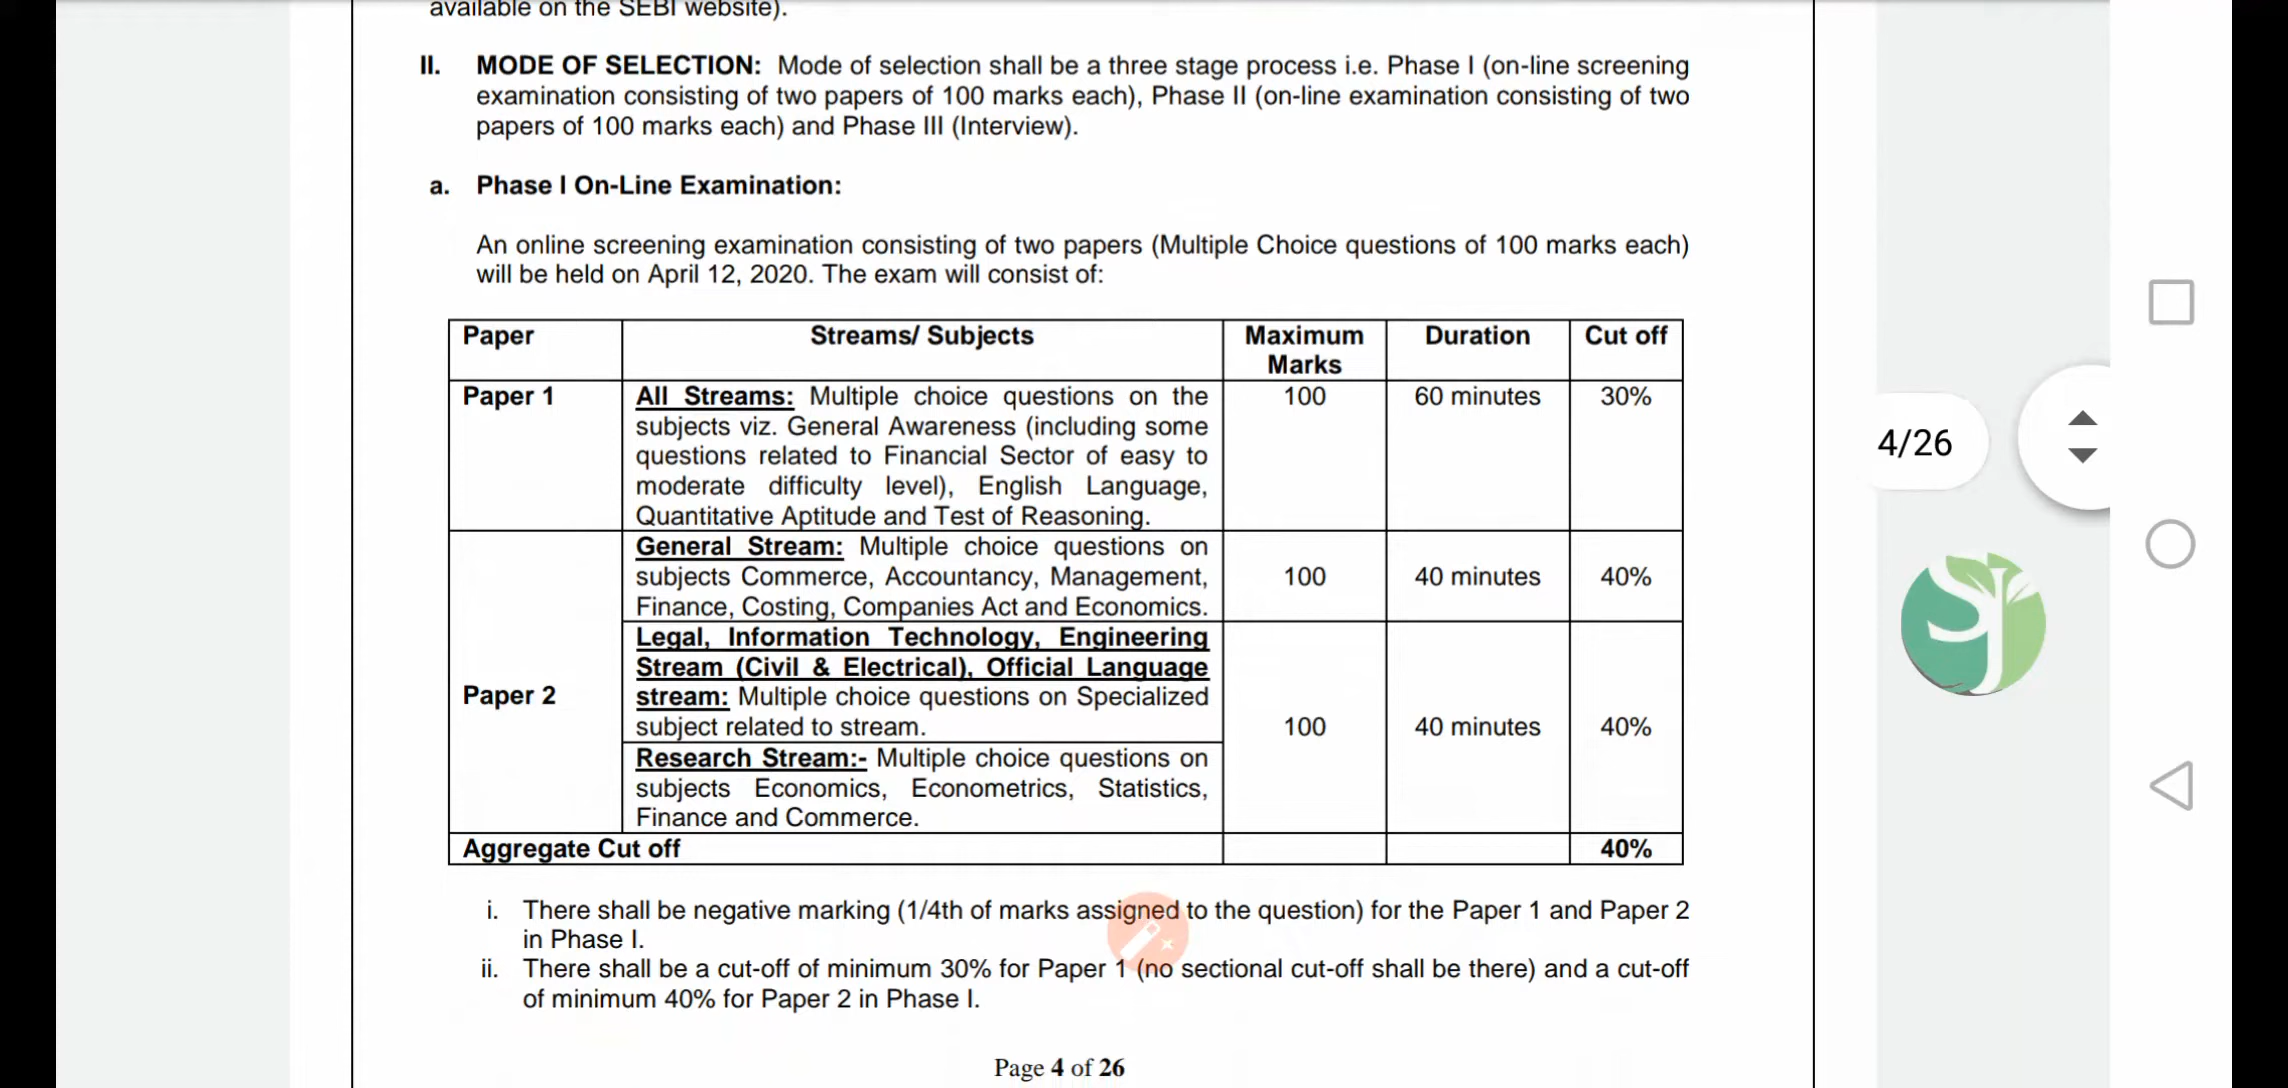 available on the SEBI website).
II. MODE OF SELECTION: Mode of selection shall be a three stage process i.e. Phase I (on-line screening
examination consisting of two papers of 100 marks each), Phase II (on-line examination consisting of two
papers of 100 marks each) and Phase III (Interview).
a. Phase I On-Line Examination:
An online screening examination consisting of two papers (Multiple Choice questions of 100 marks each)
will be held on April 12, 2020. The exam will consist of:
Paper Streams/ Subjects Maximum Duration Cut off
Marks
Paper 1 All Streams: Multiple choice questions on the 100 60 minutes 30%
subjects viz. General Awareness (including some
questions related to Financial Sector of easy to
moderate difficulty level), English Language,
Quantitative Aptitude and Test of Reasoning.
General Stream: Multiple choice questions on
subjects Commerce, Accountancy, Management, 100 40 minutes 40%
Finance, Costing, Companies Act and Economics.
Legal, Information Technology, Engineering
Stream (Civil & Electrical), Official Language
Paper 2 stream: Multiple choice questions on Specialized
subject related to stream. 100 40 minutes 40%
Research Stream:- Multiple choice questions on
subjects Economics, Econometrics, Statistics,
Finance and Commerce.
Aggregate Cut off 40%
i. There shall be negative marking (1/4th of marks assigned to the question) for the Paper 1 and Paper 2
in Phase I.
ii. There shall be a cut-off of minimum 30% for Paper 1 (no sectional cut-off shall be there) and a cut-off
of minimum 40% for Paper 2 in Phase I.
Page 4 of 26
4/26